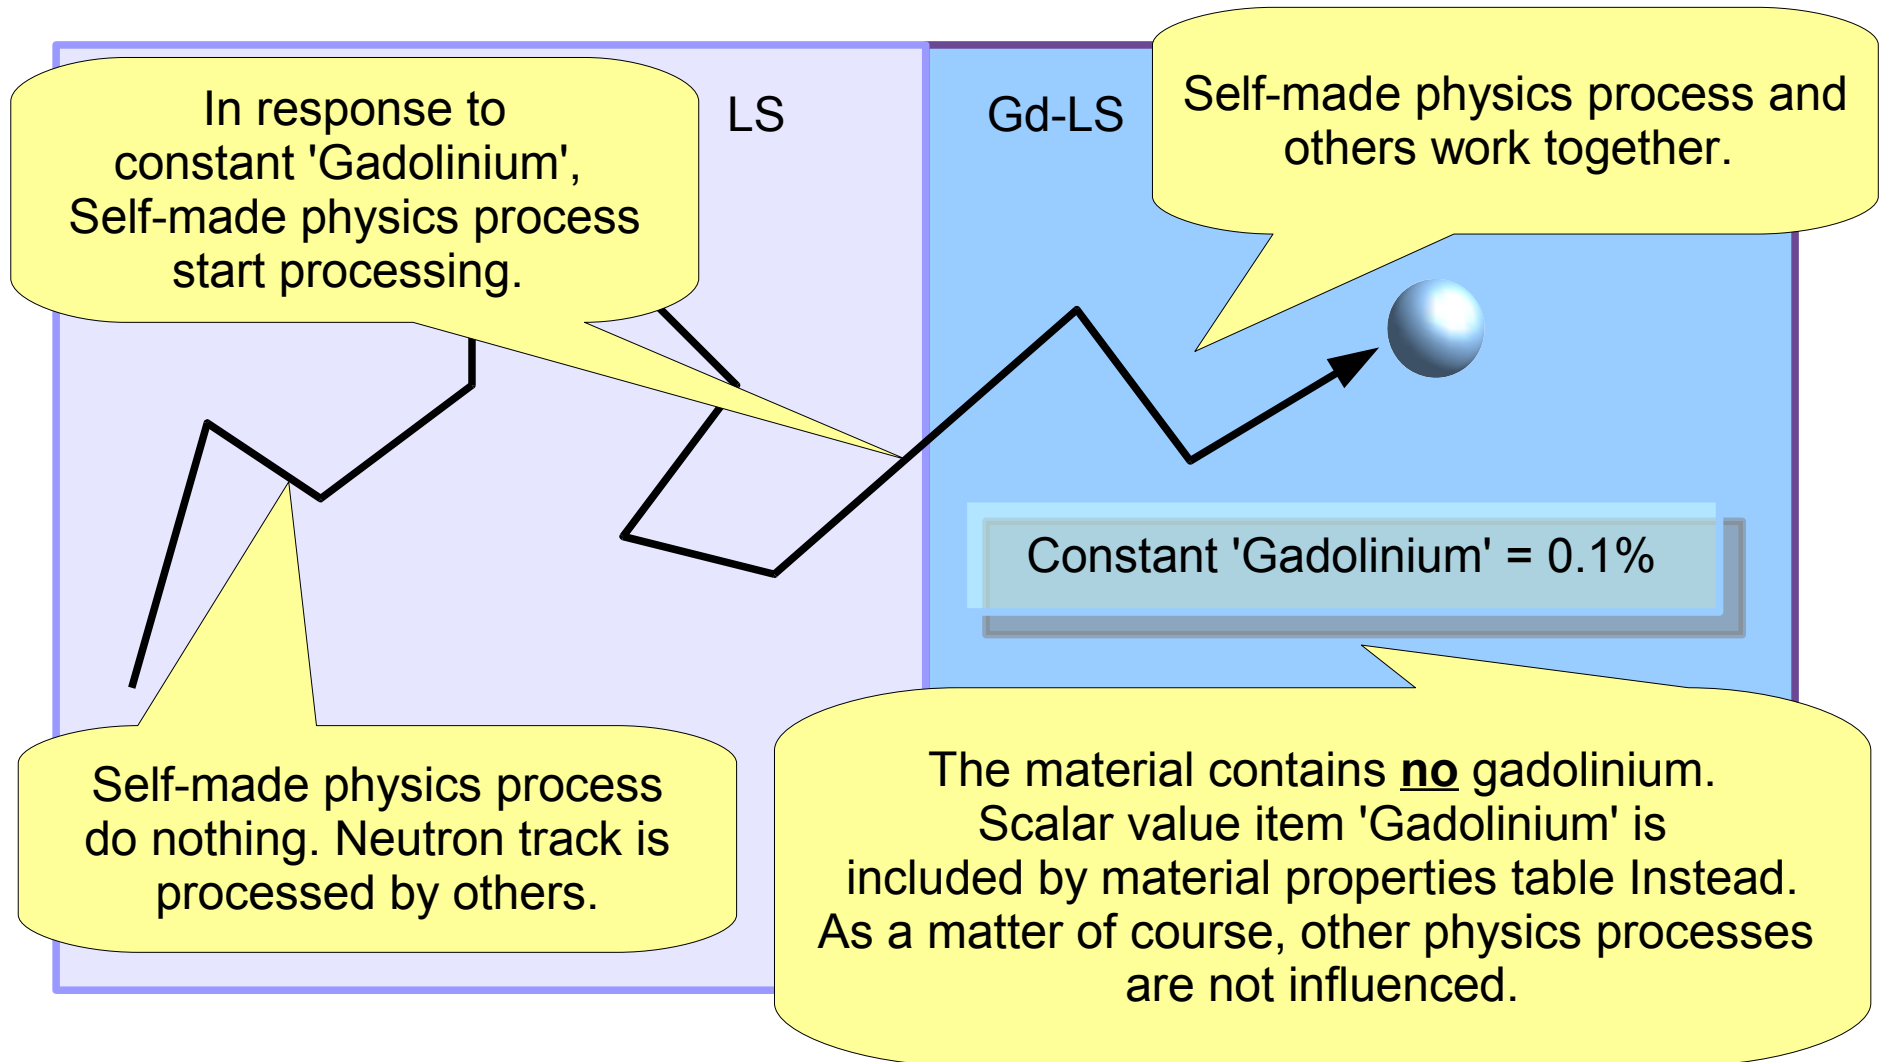 In response to
constant 'Gadolinium',
Self-made physics process
start processing.
LS
Gd-LS
Self-made physics process and
others work together.
Constant 'Gadolinium' = 0.1%
Self-made physics process
do nothing. Neutron track is
processed by others.
The material contains no gadolinium.
Scalar value item 'Gadolinium' is
included by material properties table Instead.
As a matter of course, other physics processes
are not influenced.